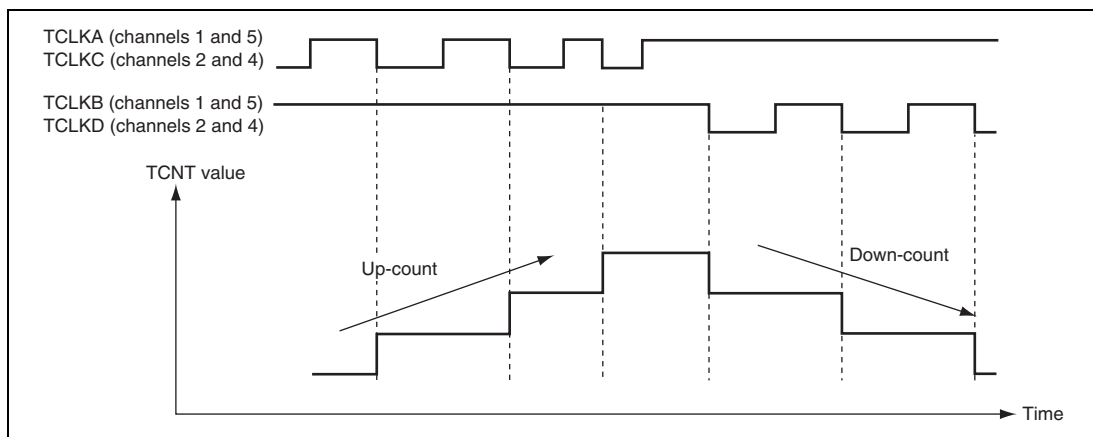 TCLKA (channels 1 and 5)
TCLKC (channels 2 and 4)
TCLKB (channels 1 and 5)
TCLKD (channels 2 and 4)
TCNT value
Up-count
Down-count
Time